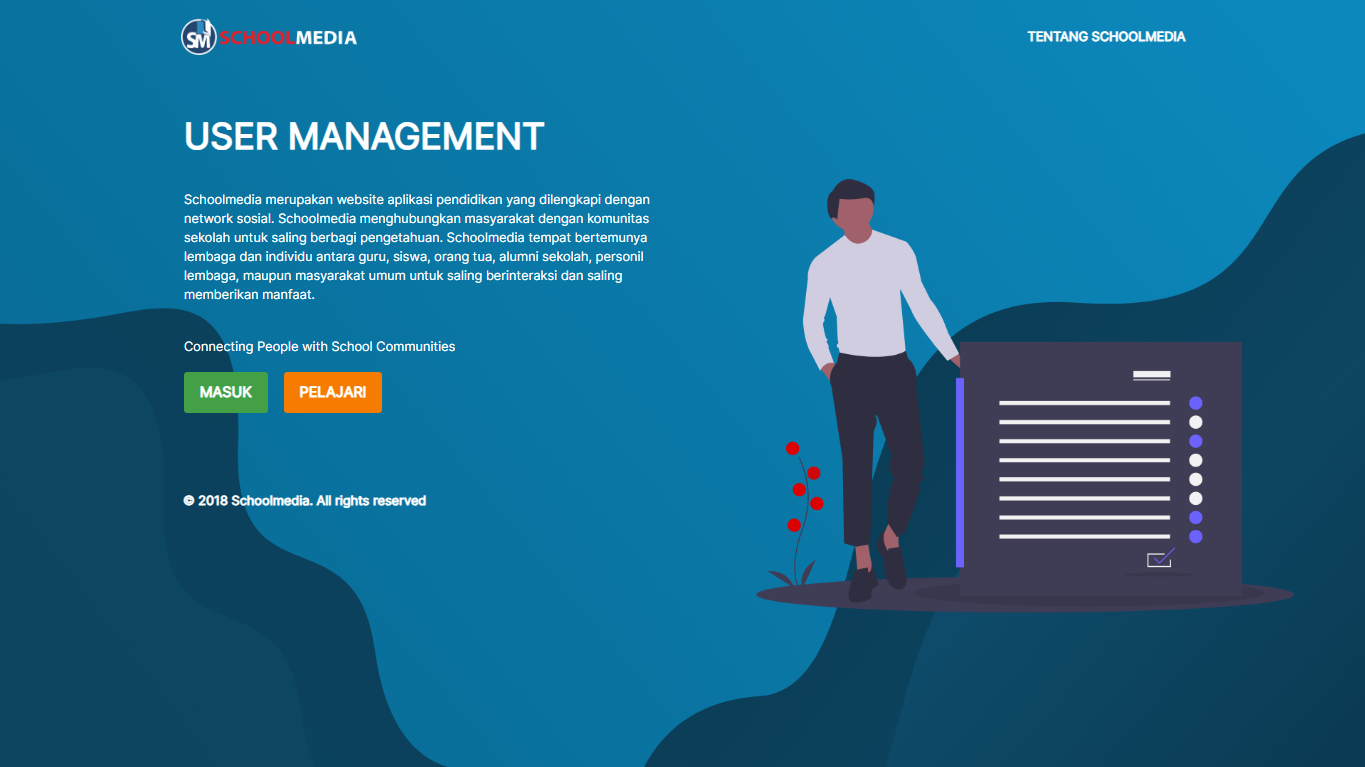 SM SCHOOLMEDIA
TENTANG SCHOOLMEDIA
USER MANAGEMENT
Schoolmedia merupakan website aplikasi pendidikan yang dilengkapi dengan
network sosial. Schoolmedia menghubungkan masyarakat dengan komunitas
sekolah untuk saling berbagi pengetahuan. Schoolmedia tempat bertemunya
lembaga dan individu antara guru, siswa, orang tua, alumni sekolah, personil
lembaga, maupun masyarakat umum untuk saling berinteraksi dan saling
memberikan manfaat.
Connecting People with School Communities
MASUK
PELAJARI
© 2018 Schoolmedia. All rights reserved